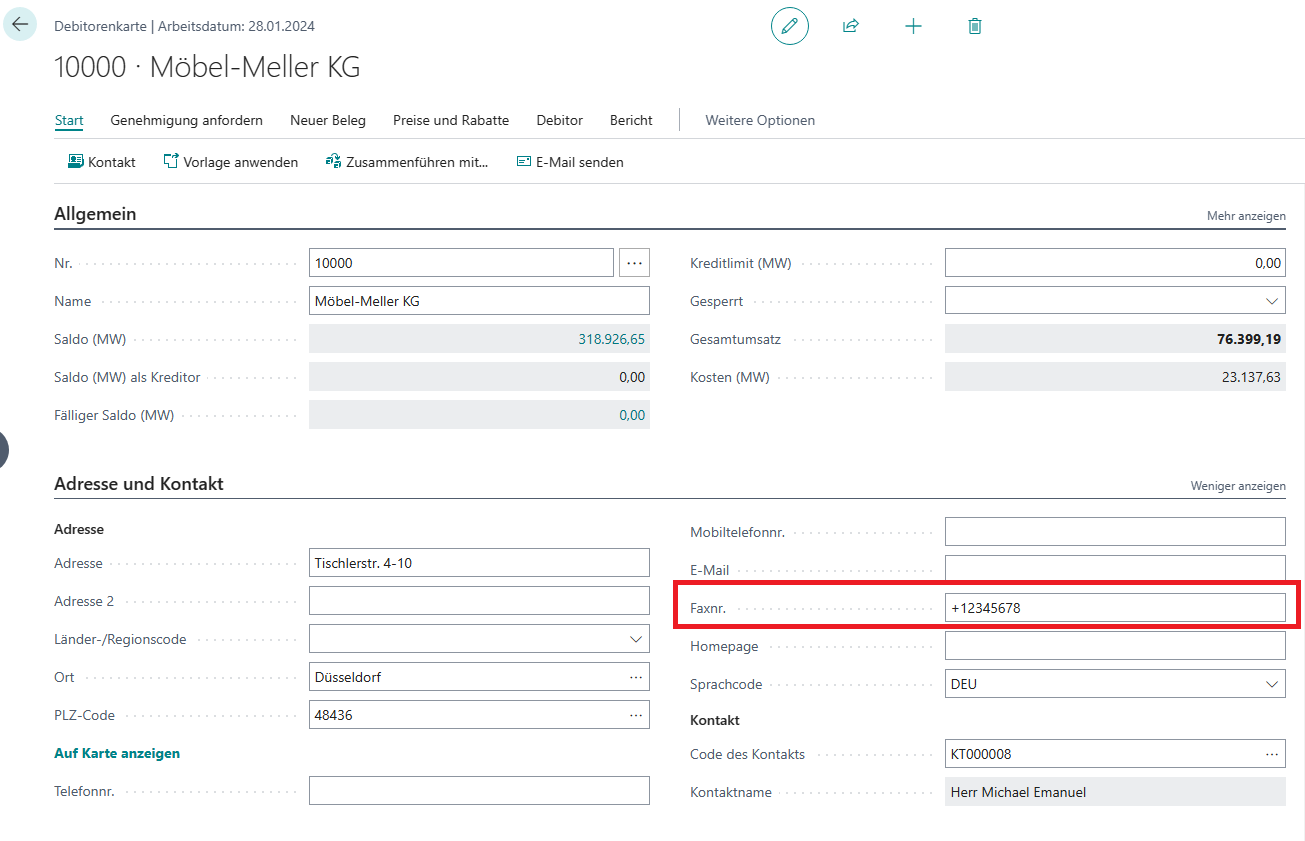 Debitorenkarte | Arbeitsdatum: 28.01.2024
10000 · Möbel-Meller KG
Start Genehmigung anfordern Neuer Beleg Preise und Rabatte Debitor Bericht Weitere Optionen
Kontakt Vorlage anwenden Zusammenführen mit... E-Mail senden
Allgemein Mehr anzeigen
Nr. 10000 ... Kreditlimit (MW) 0,00
Name Möbel-Meller KG Gesperrt
Saldo (MW) 318.926,65 Gesamtumsatz 76.399,19
Saldo (MW) als Kreditor 0,00 Kosten (MW) 23.137,63
Fälliger Saldo (MW) 0,00
Adresse und Kontakt Weniger anzeigen
Adresse
Adresse Tischlerstr. 4-10
Adresse 2
Länder-/Regionscode
Ort Düsseldorf ...
PLZ-Code 48436 ...
Auf Karte anzeigen
Telefonnr.
Mobiltelefonnr.
E-Mail
Faxnr. +12345678
Homepage
Sprachcode DEU
Kontakt
Code des Kontakts KT000008 ...
Kontaktname Herr Michael Emanuel